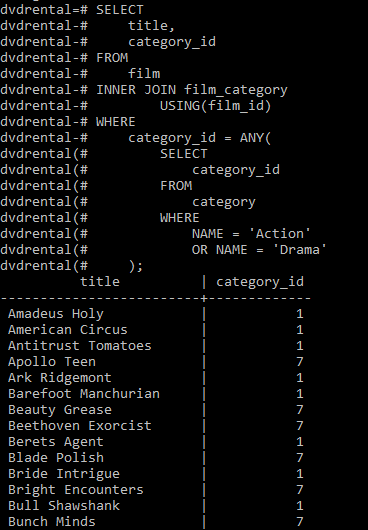 dvdrental=# SELECT
dvdrental-#     title,
dvdrental-#     category_id
dvdrental-# FROM
dvdrental-#     film
dvdrental-# INNER JOIN film_category
dvdrental-#         USING(film_id)
dvdrental-# WHERE
dvdrental-#     category_id = ANY(
dvdrental(#         SELECT
dvdrental(#             category_id
dvdrental(#         FROM
dvdrental(#             category
dvdrental(#         WHERE
dvdrental(#             NAME = 'Action'
dvdrental(#             OR NAME = 'Drama'
dvdrental(#     );
         title          | category_id
------------------------+-------------
 Amadeus Holy           |           1
 American Circus        |           1
 Antitrust Tomatoes     |           1
 Apollo Teen            |           7
 Ark Ridgemont          |           1
 Barefoot Manchurian    |           1
 Beauty Grease          |           7
 Beethoven Exorcist     |           7
 Berets Agent           |           1
 Blade Polish           |           7
 Bride Intrigue         |           1
 Bright Encounters      |           7
 Bull Shawshank         |           1
 Bunch Minds            |           7